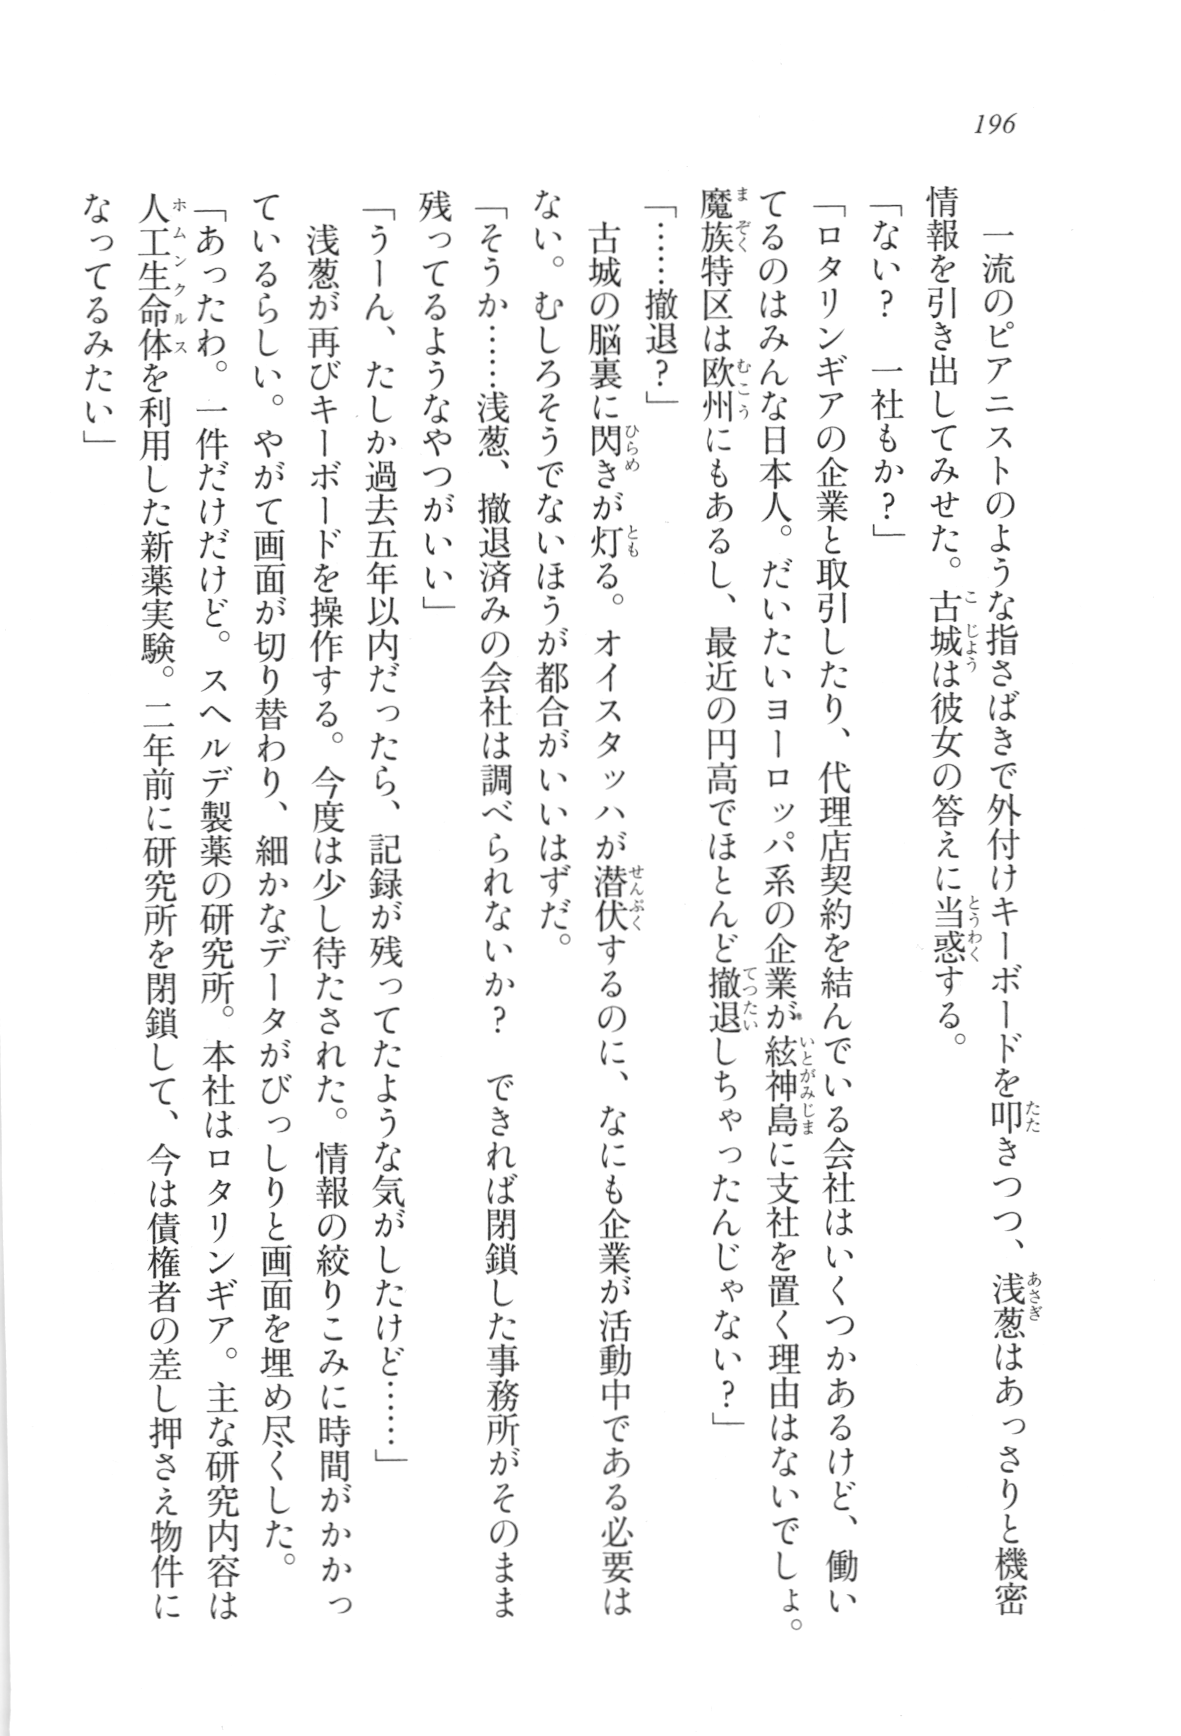 196
一流のピアニストのような指さばきで外付けキーボードを叩きつつ、浅葱はあっさりと機密
情報を引き出してみせた。古城は彼女の答えに当惑する。
「ない？　一社もか？」
「ロタリンギアの企業と取引したり、代理店契約を結んでいる会社はいくつかあるけど、働い
てるのはみんな日本人。だいたいヨーロッパ系の企業が絃神島に支社を置く理由はないでしょ。
魔族特区は欧州にもあるし、最近の円高でほとんど撤退しちゃったんじゃない？」
「……撤退？」
古城の脳裏に閃きが灯る。オイスタッハが潜伏するのに、なにも企業が活動中である必要は
ない。むしろそうでないほうが都合がいいはずだ。
「そうか……浅葱、撤退済みの会社は調べられないか？　できれば閉鎖した事務所がそのまま
残ってるようなやつがいい」
「うーん、たしか過去五年以内だったら、記録が残ってたような気がしたけど……」
浅葱が再びキーボードを操作する。今度は少し待たされた。情報の絞りこみに時間がかかっ
ているらしい。やがて画面が切り替わり、細かなデータがびっしりと画面を埋め尽くした。
「あったわ。一件だけだけど。スヘルデ製薬の研究所。本社はロタリンギア。主な研究内容は
人工生命体を利用した新薬実験。二年前に研究所を閉鎖して、今は債権者の差し押さえ物件に
なってるみたい」